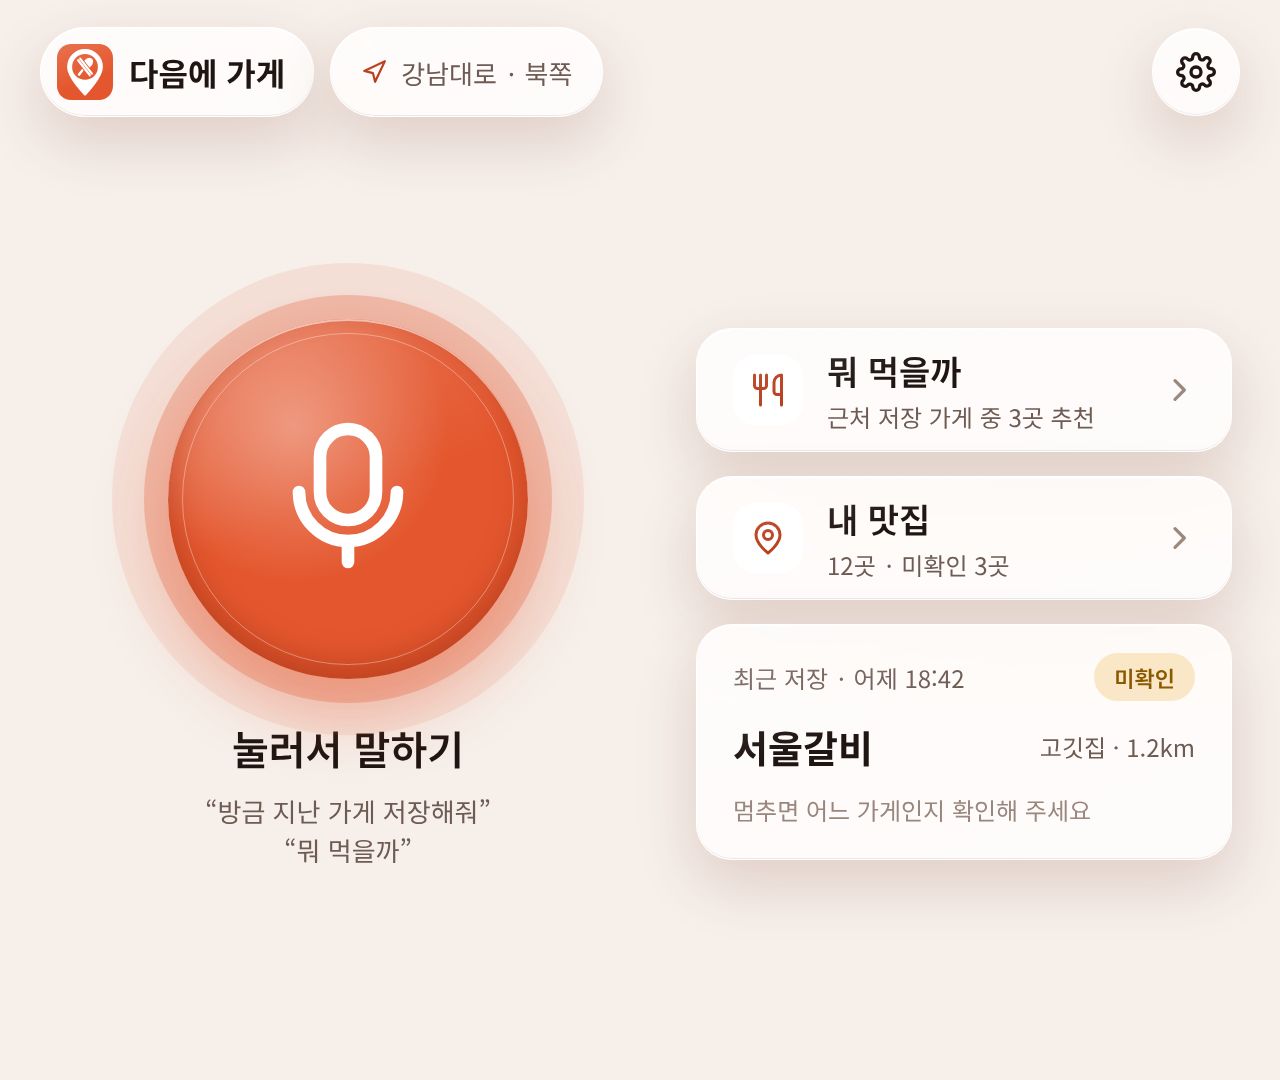 다음에 가게
강남대로 · 북쪽
눌러서 말하기
“방금 지난 가게 저장해줘”
“뭐 먹을까”
뭐 먹을까
근처 저장 가게 중 3곳 추천
내 맛집
12곳 · 미확인 3곳
최근 저장 · 어제 18:42
미확인
서울갈비
고깃집 · 1.2km
멈추면 어느 가게인지 확인해 주세요